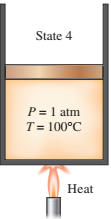 State 4
P = 1 atm
T = 100°C
Heat